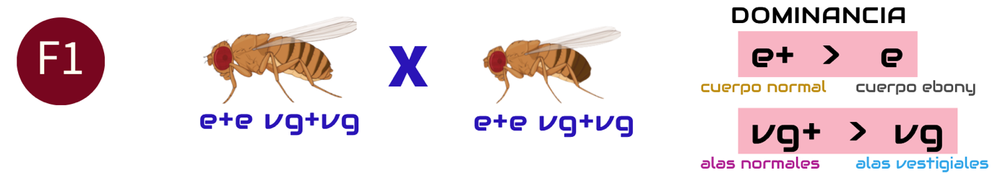 F1
X
e+e vg+vg
e+e vg+vg
DOMINANCIA
e+ > e
cuerpo normal cuerpo ebony
vg+ > vg
alas normales alas vestigiales